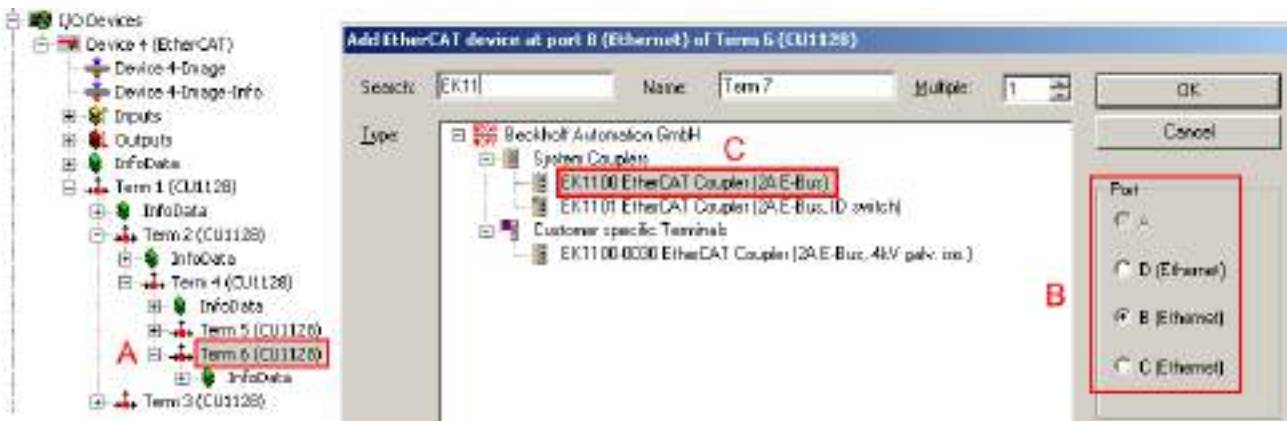 I/O Devices
Device 4 (EtherCAT)
Device 4-Image
Device 4-Image-Info
Inputs
Outputs
InfoData
Term 1 (CU1128)
InfoData
Term 2 (CU1128)
InfoData
Term 4 (CU1128)
InfoData
Term 5 (CU1128)
A
Term 6 (CU1128)
InfoData
Term 3 (CU1128)
Add EtherCAT device at port B (Ethernet) of Term 6 (CU1128)
Search: EK11 Name: Term 7 Multiple: 1
OK
Cancel
Type:
Beckhoff Automation GmbH
C
System Couplers
EK1100 EtherCAT Coupler (2A E-Bus)
EK1101 EtherCAT Coupler (2A E-Bus, ID switch)
Customer specific Terminals
EK1100-0030 EtherCAT Coupler (2A E-Bus, 4kV galv. iso.)
B
Port
A
D (Ethernet)
B (Ethernet)
C (Ethernet)